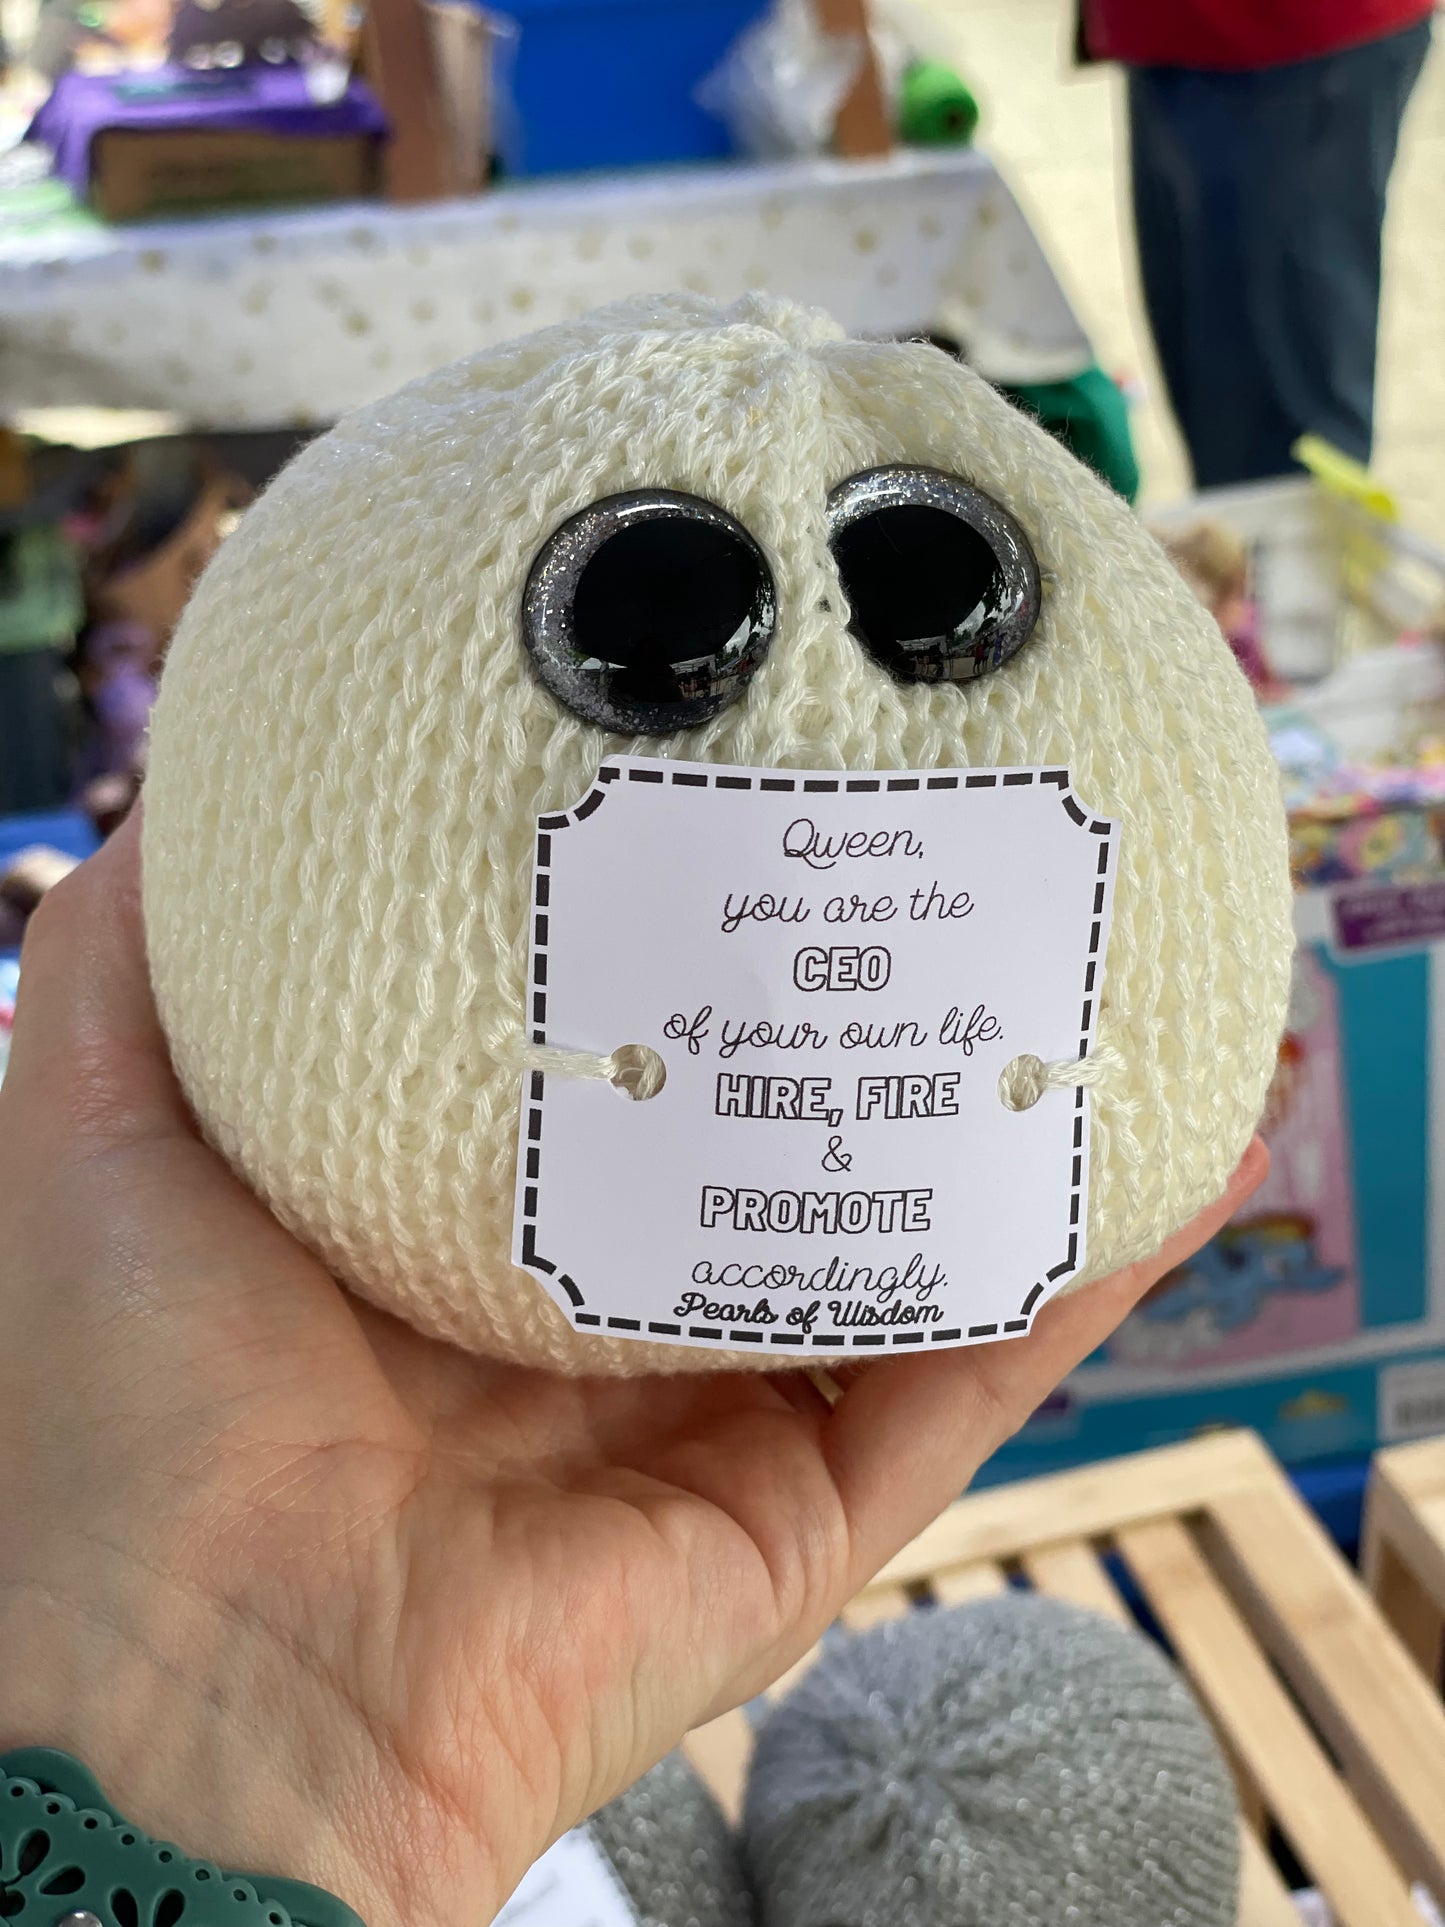 Qween,
you are the
CEO
of your own life.
HIRE, FIRE
&
PROMOTE
accordingly.
Pearls of Wisdom